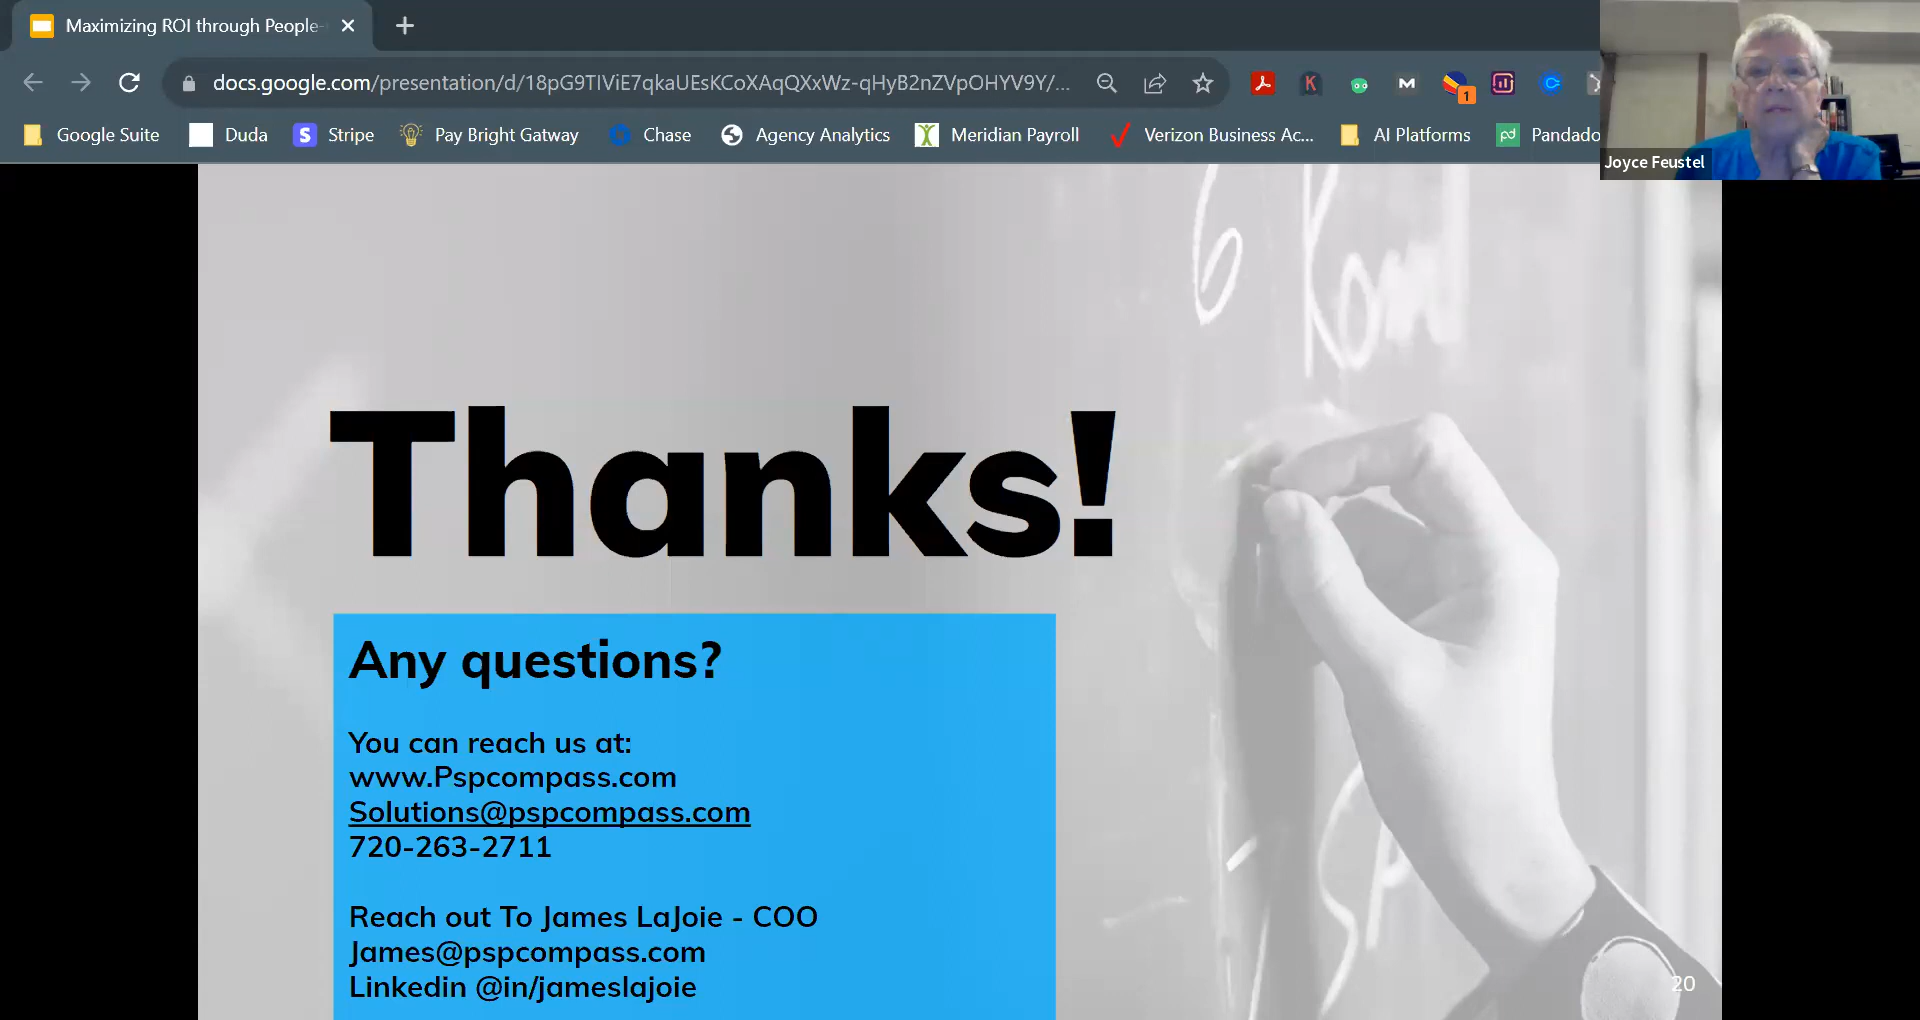 Maximizing ROI through People-
docs.google.com/presentation/d/18pG9TIViE7qkaUEsKCoXAqQXxWz-qHyB2nZVpOHYV9Y/...
1
Google Suite
Duda
Stripe
Pay Bright Gatway
Chase
Agency Analytics
Meridian Payroll
Verizon Business Ac...
AI Platforms
pd
Pandado
Joyce Feustel
6
Thanks!
Any questions?
You can reach us at:
www.Pspcompass.com
Solutions@pspcompass.com
720-263-2711
Reach out To James LaJoie - COO
James@pspcompass.com
Linkedin @in/jameslajoie
20